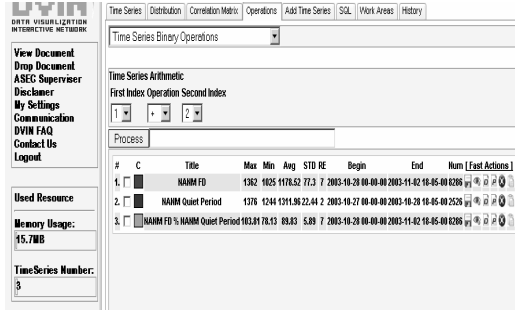 DVIN
DATA VISUALIZATION
INTERACTIVE NETWORK
View Document
Drop Document
ASEC Superviser
Disclamer
My Settings
Communication
DVIN FAQ
Contact Us
Logout
Used Resource
Memory Usage:
15.7MB
TimeSeries Number:
3
Time Series Distribution Correlation Matrix Operations Add Time Series SQL Work Areas History
Time Series Binary Operations
Time Series Arithmetic
First Index Operation Second Index
1 + 2
Process
# C Title Max Min Avg STD RE Begin End Num [ Fast Actions ]
1. NANM FD 1362 1025 1178.52 77.3 7 2003-10-28 00-00-00 2003-11-02 18-05-00 8286
2. NANM Quiet Period 1376 1244 1311.96 22.44 2 2003-10-27 00-00-00 2003-10-28 18-00-00 2526
3. NANM FD % NANM Quiet Period 103.81 78.13 89.83 5.89 7 2003-10-28 00-00-00 2003-11-02 18-05-00 8286